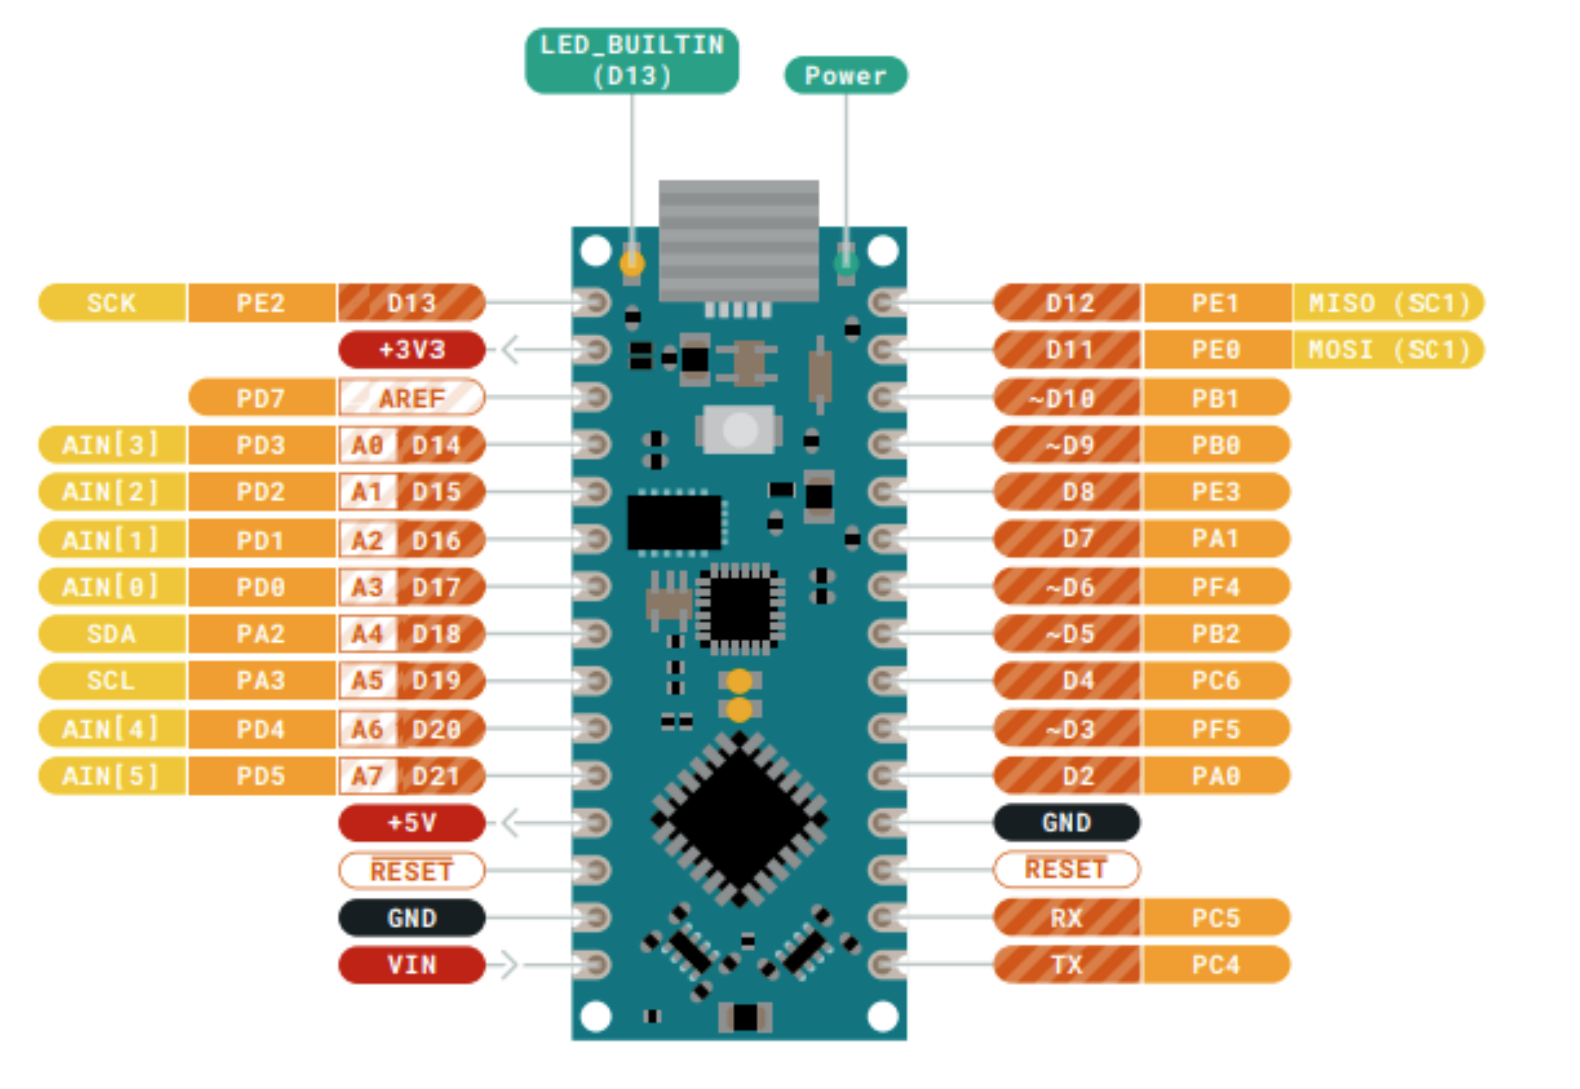 LED_BUILTIN
(D13)
Power
SCK PE2 D13
+3V3
PD7 AREF
AIN[3] PD3 A0 D14
AIN[2] PD2 A1 D15
AIN[1] PD1 A2 D16
AIN[0] PD0 A3 D17
SDA PA2 A4 D18
SCL PA3 A5 D19
AIN[4] PD4 A6 D20
AIN[5] PD5 A7 D21
+5V
RESET
GND
VIN
D12 PE1 MISO (SC1)
D11 PE0 MOSI (SC1)
~D10 PB1
~D9 PB0
D8 PE3
D7 PA1
~D6 PF4
~D5 PB2
D4 PC6
~D3 PF5
D2 PA0
GND
RESET
RX PC5
TX PC4